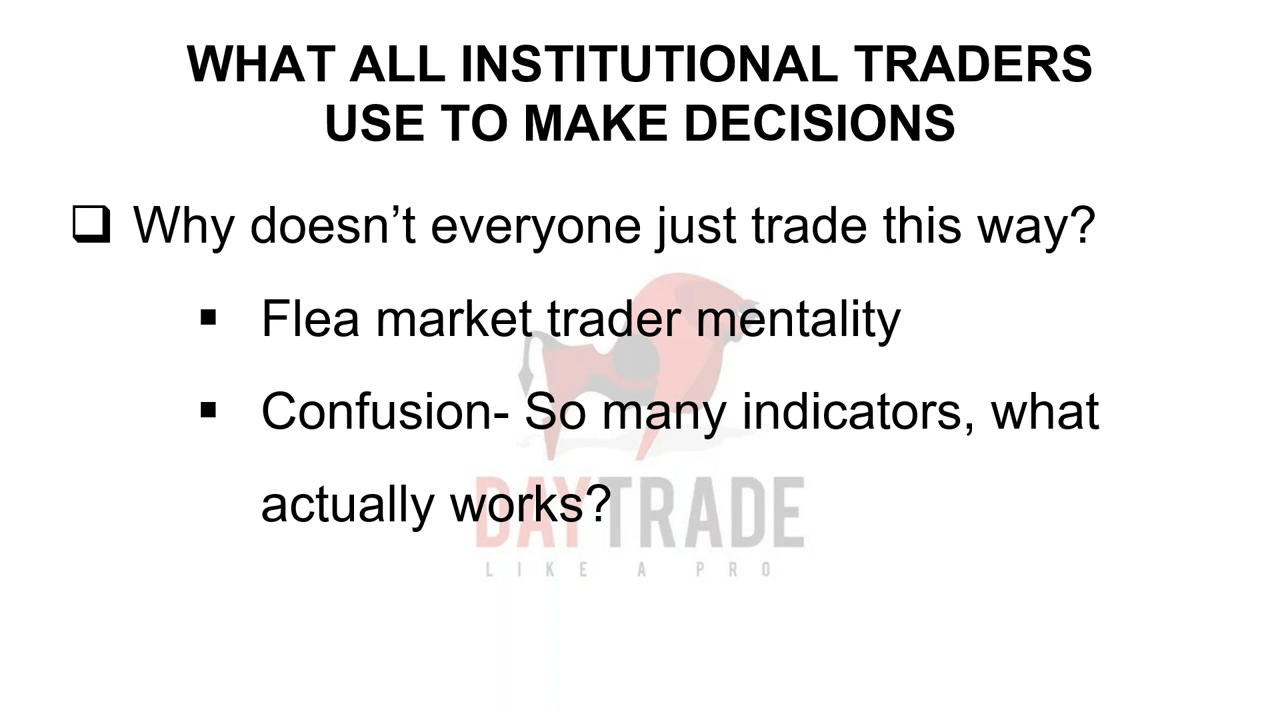 WHAT ALL INSTITUTIONAL TRADERS
USE TO MAKE DECISIONS
Why doesn’t everyone just trade this way?
Flea market trader mentality
Confusion- So many indicators, what
actually works?
DAYTRADE
LIKE A PRO